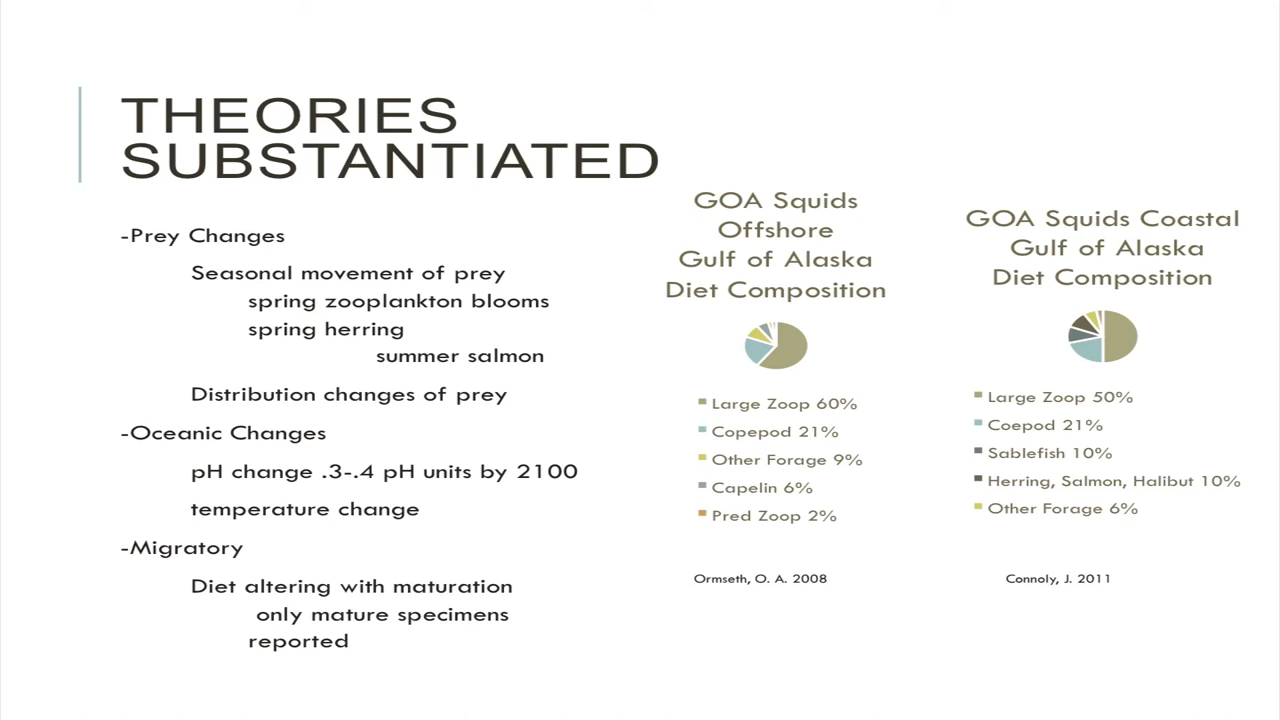 THEORIES
SUBSTANTIATED
-Prey Changes
Seasonal movement of prey
spring zooplankton blooms
spring herring
summer salmon
Distribution changes of prey
-Oceanic Changes
pH change .3-.4 pH units by 2100
temperature change
-Migratory
Diet altering with maturation
only mature specimens
reported
GOA Squids
Offshore
Gulf of Alaska
Diet Composition
Large Zoop 60%
Copepod 21%
Other Forage 9%
Capelin 6%
Pred Zoop 2%
Ormseth, O. A. 2008
GOA Squids Coastal
Gulf of Alaska
Diet Composition
Large Zoop 50%
Coepod 21%
Sablefish 10%
Herring, Salmon, Halibut 10%
Other Forage 6%
Connoly, J. 2011